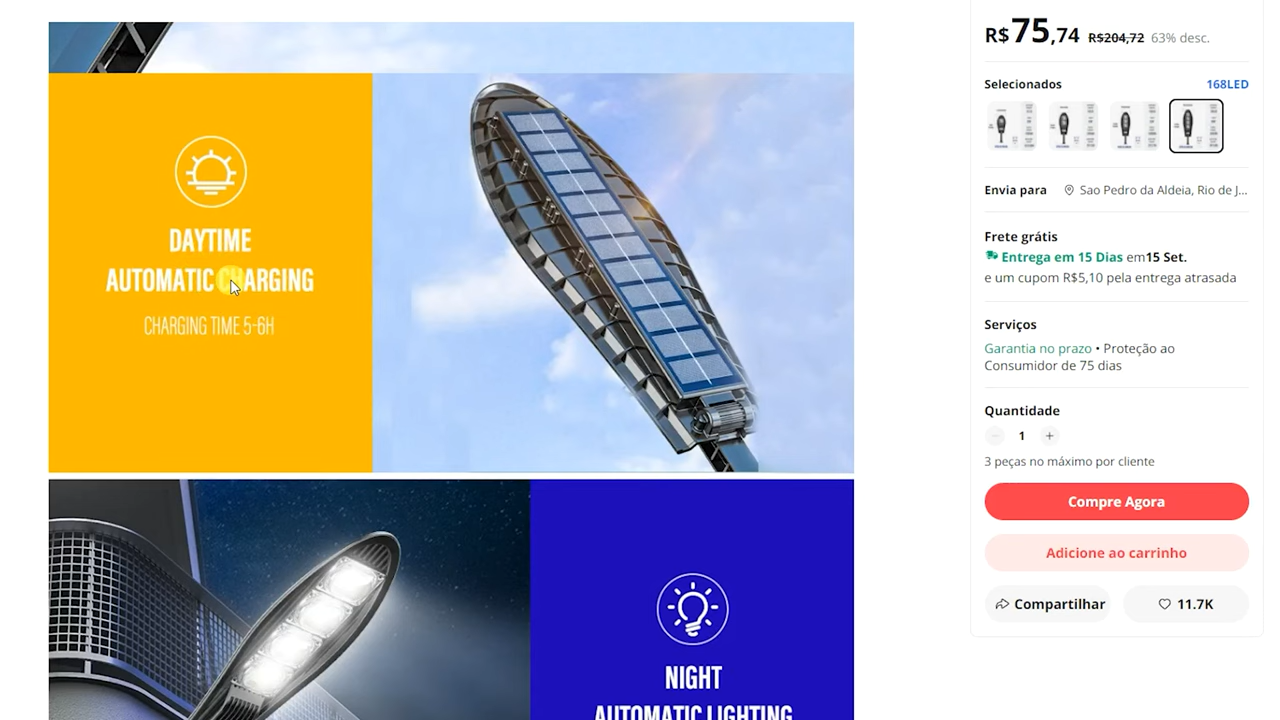 DAYTIME
AUTOMATIC CHARGING
CHARGING TIME 5-6H
NIGHT
AUTOMATIC LIGHTING
R$75,74 R$204,72 63% desc.
Selecionados 168LED
Envia para Sao Pedro da Aldeia, Rio de J...
Frete grátis
Entrega em 15 Dias em15 Set.
e um cupom R$5,10 pela entrega atrasada
Serviços
Garantia no prazo • Proteção ao
Consumidor de 75 dias
Quantidade
- 1 +
3 peças no máximo por cliente
Compre Agora
Adicione ao carrinho
Compartilhar 11.7K